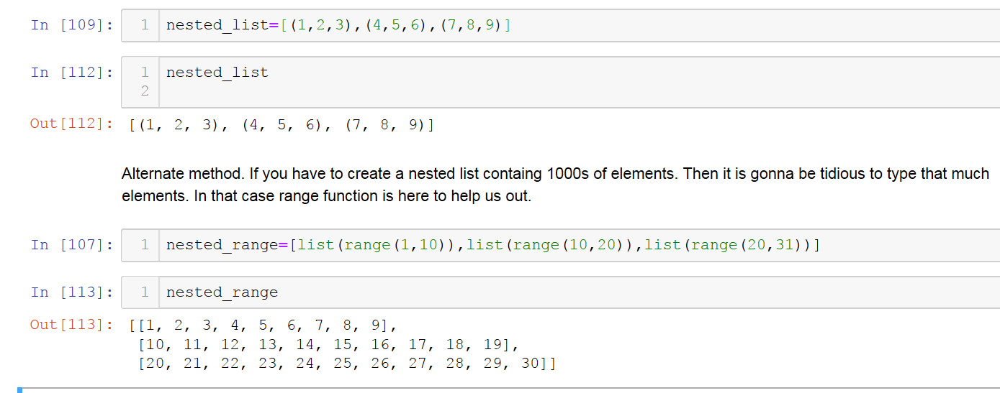 In [109]: 1 nested_list=[(1,2,3),(4,5,6),(7,8,9)]
In [112]: 1 nested_list
2
Out[112]: [(1, 2, 3), (4, 5, 6), (7, 8, 9)]
Alternate method. If you have to create a nested list containg 1000s of elements. Then it is gonna be tidious to type that much
elements. In that case range function is here to help us out.
In [107]: 1 nested_range=[list(range(1,10)),list(range(10,20)),list(range(20,31))]
In [113]: 1 nested_range
Out[113]: [[1, 2, 3, 4, 5, 6, 7, 8, 9],
[10, 11, 12, 13, 14, 15, 16, 17, 18, 19],
[20, 21, 22, 23, 24, 25, 26, 27, 28, 29, 30]]